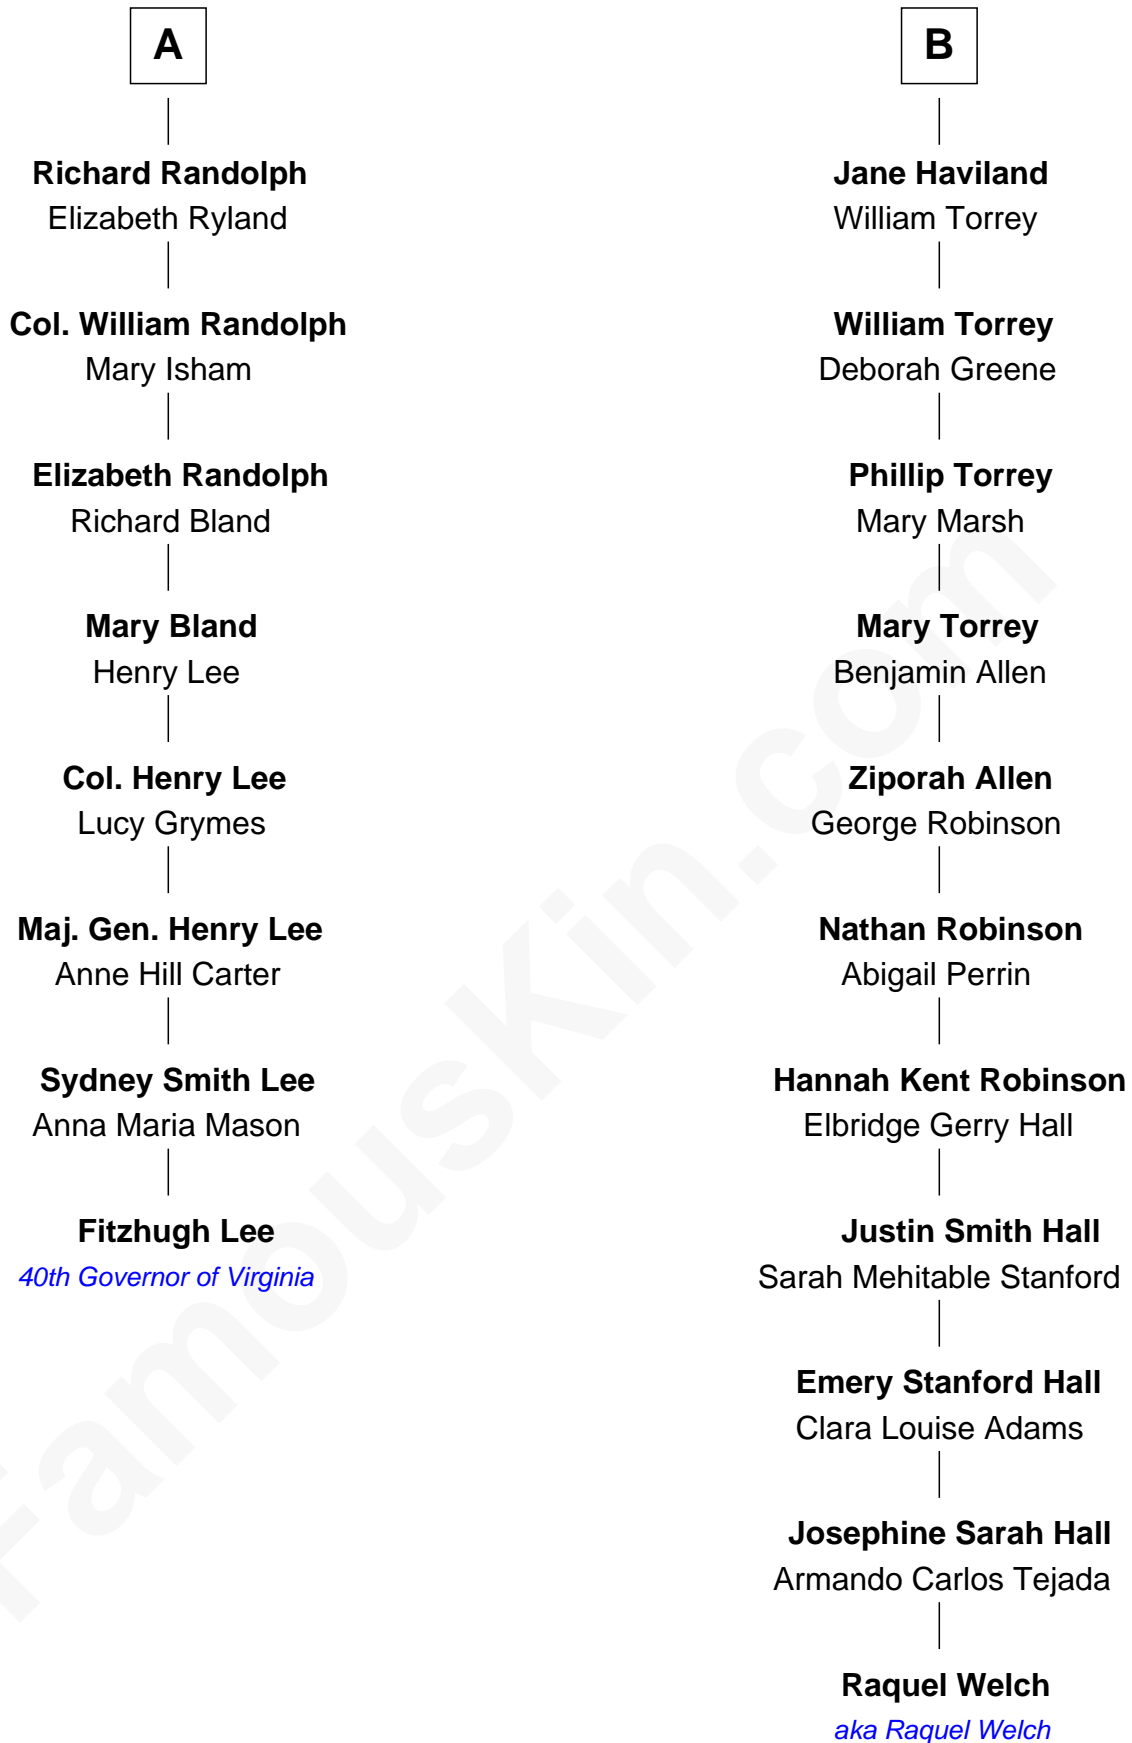 A
Richard Randolph
Elizabeth Ryland
Col. William Randolph
Mary Isham
Elizabeth Randolph
Richard Bland
Mary Bland
Henry Lee
Col. Henry Lee
Lucy Grymes
Maj. Gen. Henry Lee
Anne Hill Carter
Sydney Smith Lee
Anna Maria Mason
Fitzhugh Lee
40th Governor of Virginia
B
Jane Haviland
William Torrey
William Torrey
Deborah Greene
Phillip Torrey
Mary Marsh
Mary Torrey
Benjamin Allen
Ziporah Allen
George Robinson
Nathan Robinson
Abigail Perrin
Hannah Kent Robinson
Elbridge Gerry Hall
Justin Smith Hall
Sarah Mehitable Stanford
Emery Stanford Hall
Clara Louise Adams
Josephine Sarah Hall
Armando Carlos Tejada
Raquel Welch
aka Raquel Welch
FamousKin.com